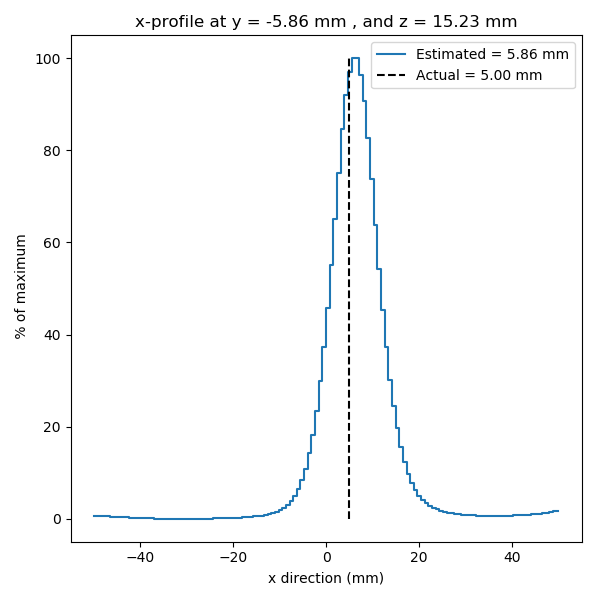 x-profile at y = -5.86 mm , and z = 15.23 mm
Estimated = 5.86 mm
Actual = 5.00 mm
% of maximum
100
80
60
40
20
0
−40
−20
0
20
40
x direction (mm)